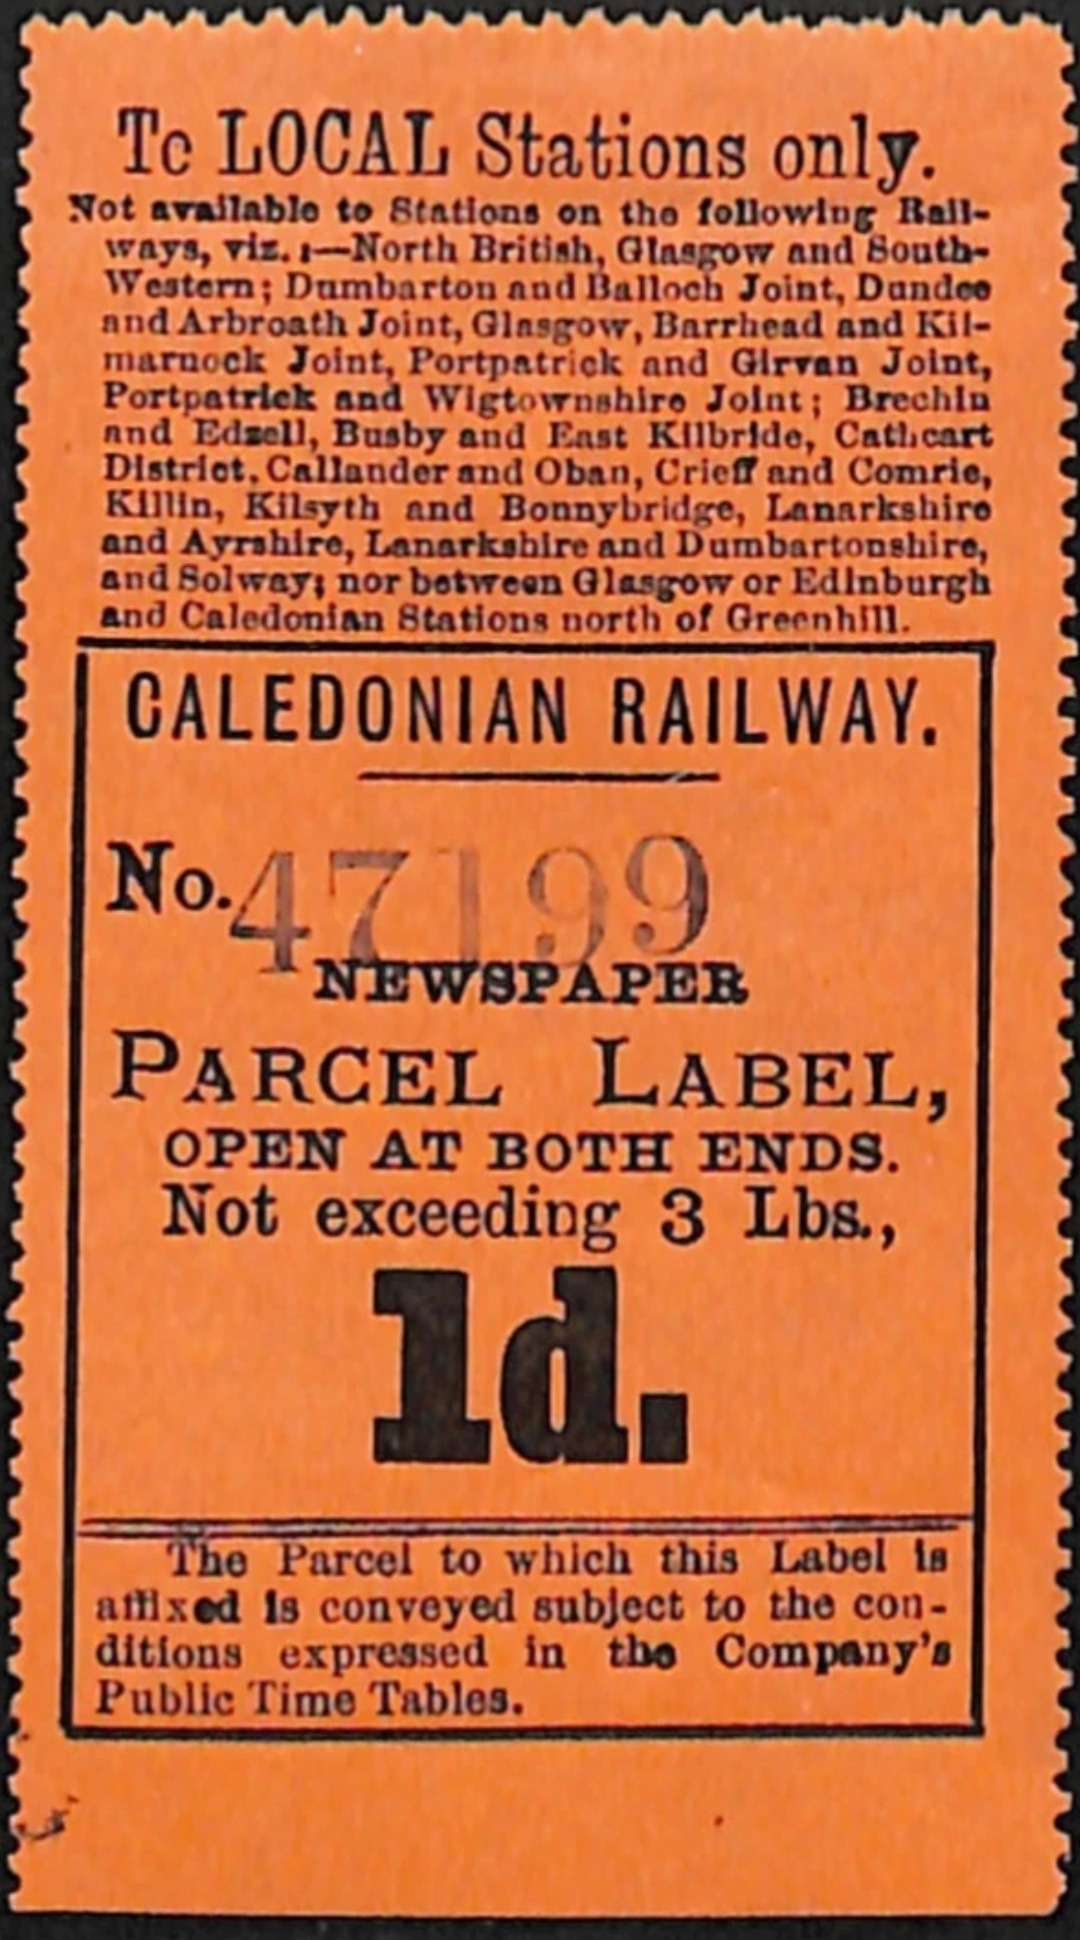 To LOCAL Stations only.
Not available to Stations on the following Rail-
ways, viz.:—North British, Glasgow and South-
Western; Dumbarton and Balloch Joint, Dundee
and Arbroath Joint, Glasgow, Barrhead and Kil-
marnock Joint, Portpatrick and Girvan Joint,
Portpatrick and Wigtownshire Joint; Brechin
and Edzell, Busby and East Kilbride, Cathcart
District, Callander and Oban, Crieff and Comrie,
Killin, Kilsyth and Bonnybridge, Lanarkshire
and Ayrshire, Lanarkshire and Dumbartonshire,
and Solway; nor between Glasgow or Edinburgh
and Caledonian Stations north of Greenhill.
CALEDONIAN RAILWAY.
No. 47199
NEWSPAPER
PARCEL LABEL,
OPEN AT BOTH ENDS.
Not exceeding 3 Lbs.,
1d.
The Parcel to which this Label is
affixed is conveyed subject to the con-
ditions expressed in the Company's
Public Time Tables.